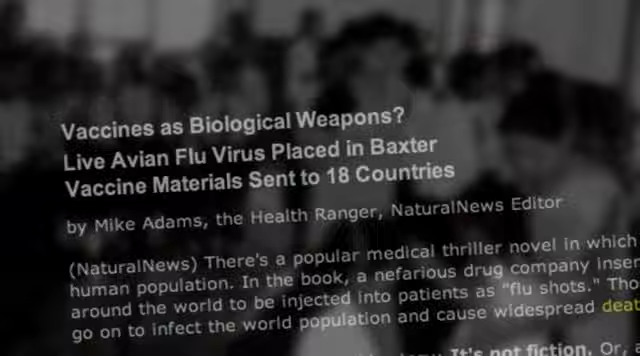 Vaccines as Biological Weapons?
Live Avian Flu Virus Placed in Baxter
Vaccine Materials Sent to 18 Countries
by Mike Adams, the Health Ranger, NaturalNews Editor
(NaturalNews) There's a popular medical thriller novel in which
human population. In the book, a nefarious drug company inser
around the world to be injected into patients as "flu shots." Tho
go on to infect the world population and cause widespread deat
It's not fiction. Or,